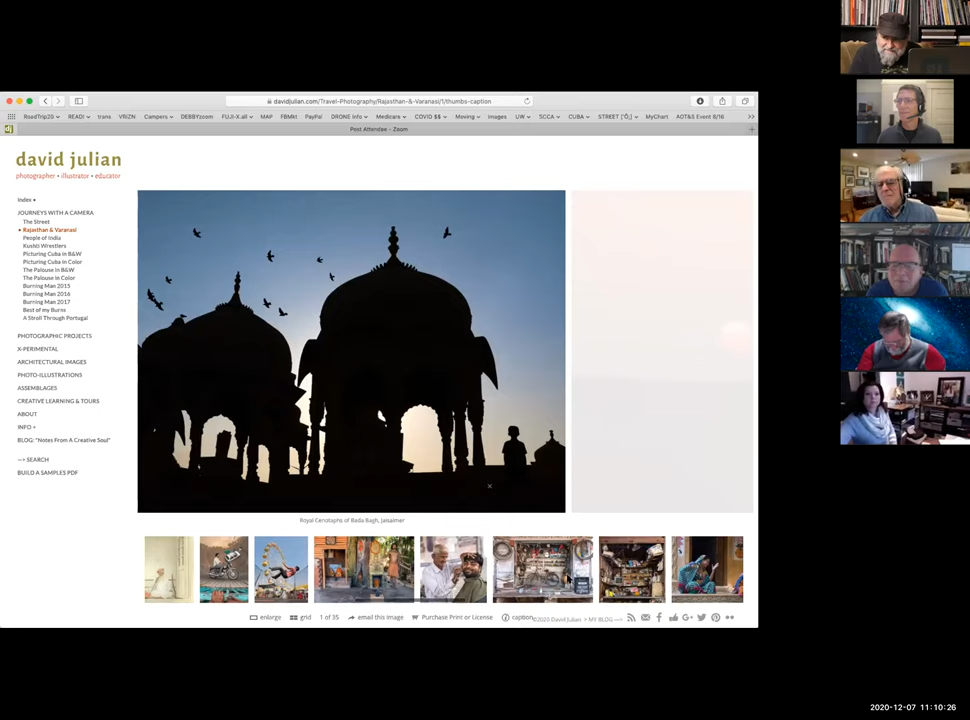 davidjulian.com/Travel-Photography/Rajasthan-&-Varanasi/1/thumbs-caption
RoadTrip20 READ! trans VRIZN Campers DEBBYzoom FUJI-X.all MAP FBMkt PayPal DRONE info Medicare COVID $$ Moving Images UW SCCA CUBA STREET MyChart AOT&S Event 8/16 >>
dj Post Attendee - Zoom +
david julian
photographer • illustrator • educator
Index •
JOURNEYS WITH A CAMERA
The Street
• Rajasthan & Varanasi
People of India
Kushti Wrestlers
Picturing Cuba in B&W
Picturing Cuba in Color
The Palouse in B&W
The Palouse in Color
Burning Man 2015
Burning Man 2016
Burning Man 2017
Best of my Burns
A Stroll Through Portugal
PHOTOGRAPHIC PROJECTS
X-PERIMENTAL
ARCHITECTURAL IMAGES
PHOTO-ILLUSTRATIONS
ASSEMBLAGES
CREATIVE LEARNING & TOURS
ABOUT
INFO +
BLOG: "Notes From A Creative Soul"
—> SEARCH
BUILD A SAMPLES PDF
Royal Cenotaphs of Bada Bagh, Jaisalmer
enlarge grid 1 of 35 email this image Purchase Print or License caption ©2020 David Julian > MY BLOG —>
2020-12-07 11:10:26